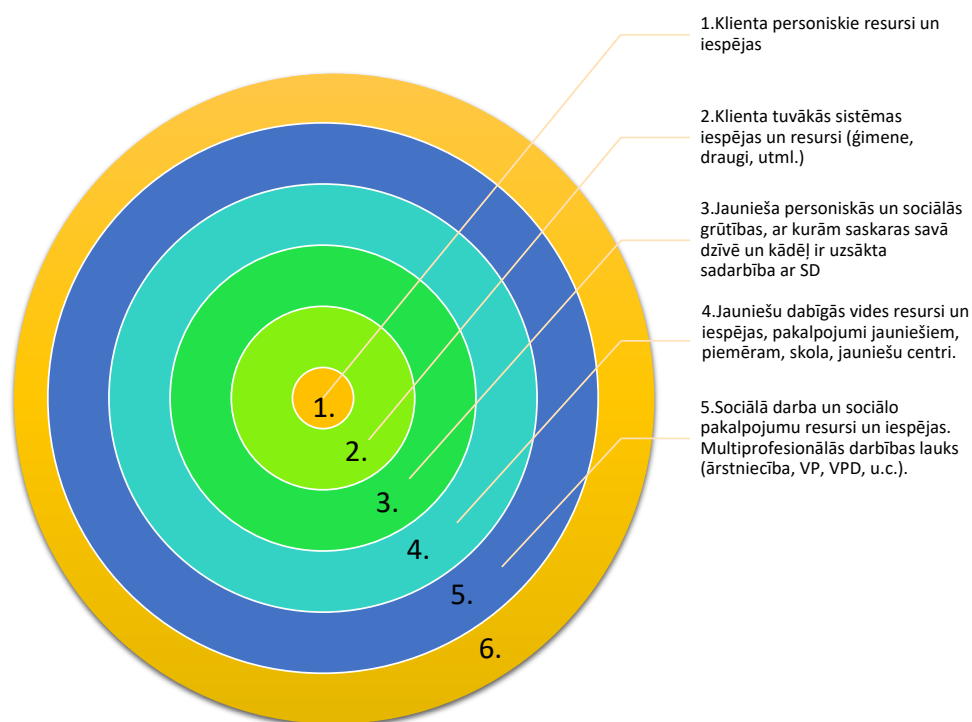 1.Klienta personiskie resursi un
iespējas
2.Klienta tuvākās sistēmas
iespējas un resursi (ģimene,
draugi, utml.)
3.Jaunieša personiskās un sociālās
grūtības, ar kurām saskaras savā
dzīvē un kādēļ ir uzsākta
sadarbība ar SD
4.Jauniešu dabīgās vides resursi un
iespējas, pakalpojumi jauniešiem,
piemēram, skola, jauniešu centri.
5.Sociālā darba un sociālo
pakalpojumu resursi un iespējas.
Multiprofesionālās darbības lauks
(ārstniecība, VP, VPD, u.c.).
1.
2.
3.
4.
5.
6.